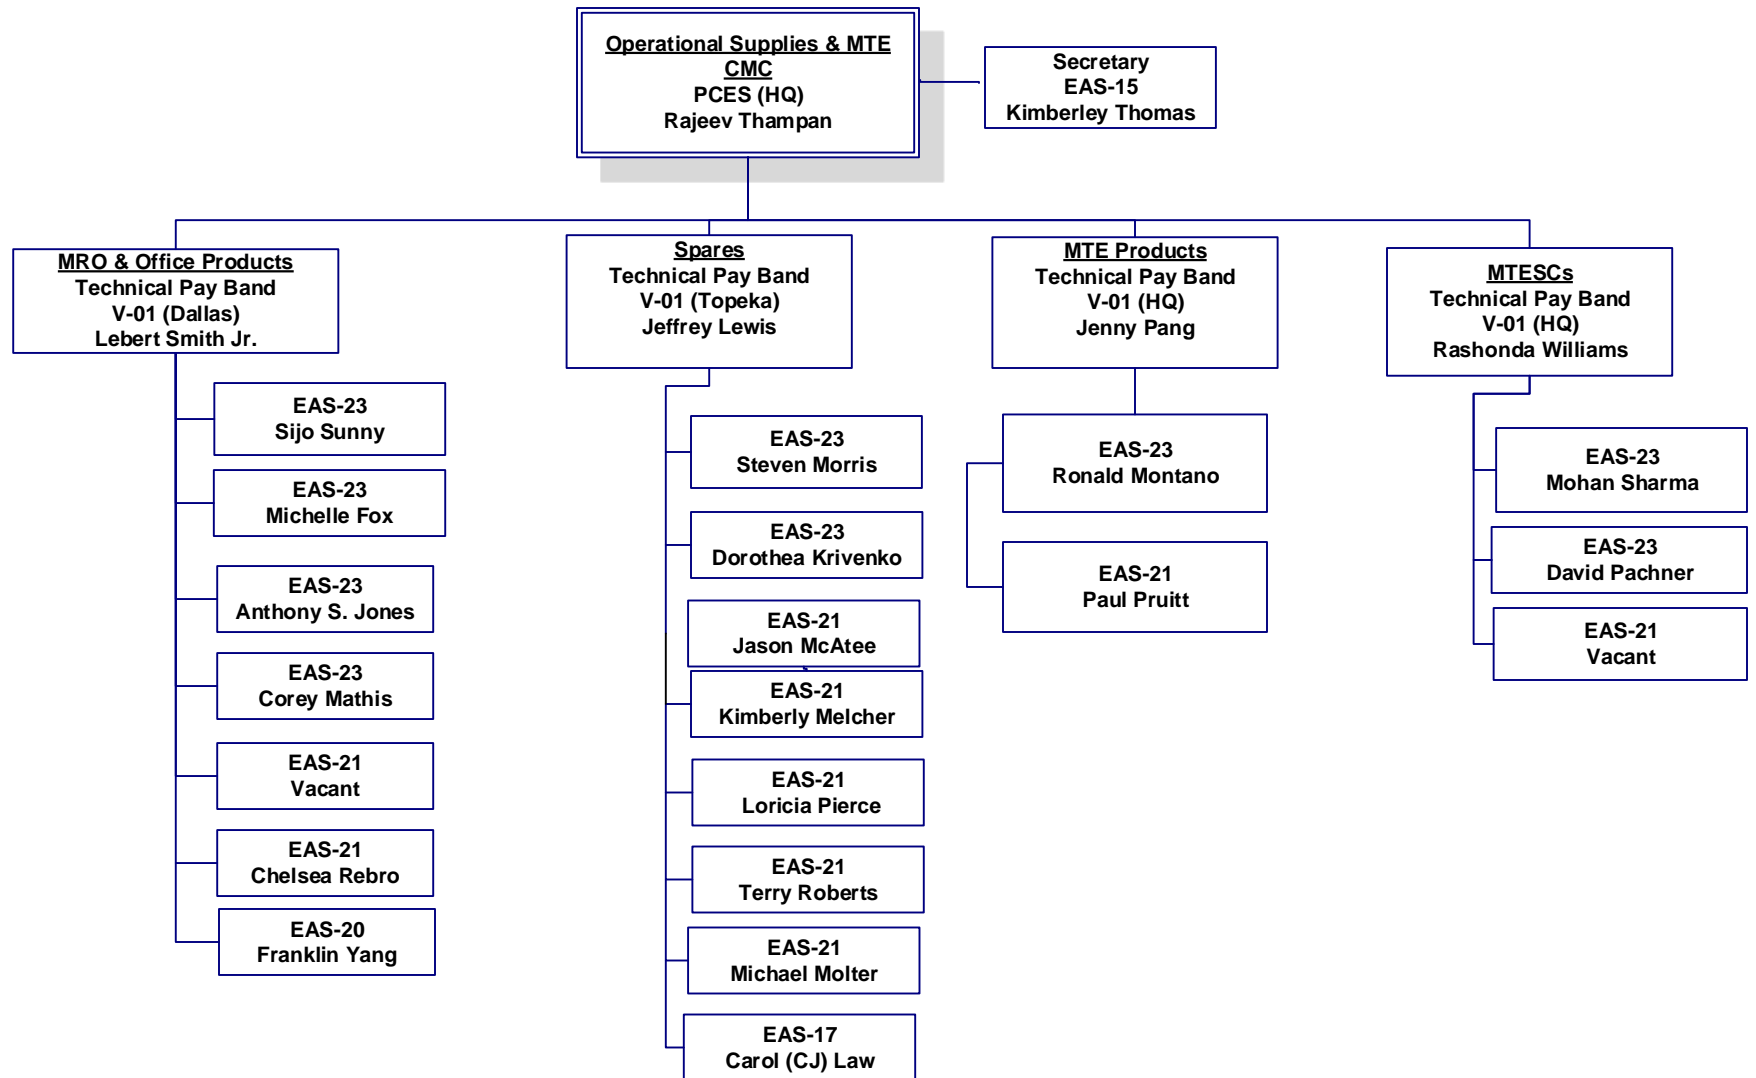 Operational Supplies & MTE
CMC
PCES (HQ)
Rajeev Thampan
Secretary
EAS-15
Kimberley Thomas
MRO & Office Products
Technical Pay Band
V-01 (Dallas)
Lebert Smith Jr.
EAS-23
Sijo Sunny
EAS-23
Michelle Fox
EAS-23
Anthony S. Jones
EAS-23
Corey Mathis
EAS-21
Vacant
EAS-21
Chelsea Rebro
EAS-20
Franklin Yang
Spares
Technical Pay Band
V-01 (Topeka)
Jeffrey Lewis
EAS-23
Steven Morris
EAS-23
Dorothea Krivenko
EAS-21
Jason McAtee
EAS-21
Kimberly Melcher
EAS-21
Loricia Pierce
EAS-21
Terry Roberts
EAS-21
Michael Molter
EAS-17
Carol (CJ) Law
MTE Products
Technical Pay Band
V-01 (HQ)
Jenny Pang
EAS-23
Ronald Montano
EAS-21
Paul Pruitt
MTESCs
Technical Pay Band
V-01 (HQ)
Rashonda Williams
EAS-23
Mohan Sharma
EAS-23
David Pachner
EAS-21
Vacant